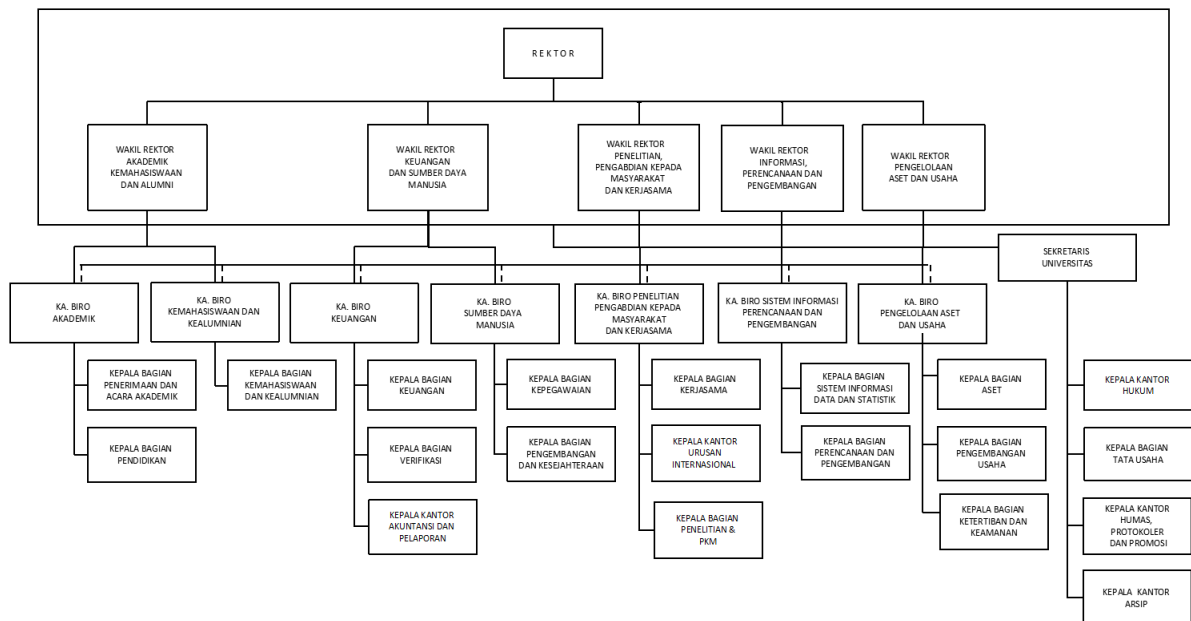 REKTOR
WAKIL REKTOR
AKADEMIK
KEMAHASISWAAN
DAN ALUMNI
WAKIL REKTOR
KEUANGAN
DAN SUMBER DAYA
MANUSIA
WAKIL REKTOR
PENELITIAN,
PENGABDIAN KEPADA
MASYARAKAT
DAN KERJASAMA
WAKIL REKTOR
INFORMASI,
PERENCANAAN DAN
PENGEMBANGAN
WAKIL REKTOR
PENGELOLAAN
ASET DAN USAHA
SEKRETARIS
UNIVERSITAS
KA. BIRO
AKADEMIK
KA. BIRO
KEMAHASISWAAN DAN
KEALUMNIAN
KA. BIRO
KEUANGAN
KA. BIRO
SUMBER DAYA
MANUSIA
KA. BIRO PENELITIAN
PENGABDIAN KEPADA
MASYARAKAT
DAN KERJASAMA
KA. BIRO SISTEM INFORMASI
PERENCANAAN DAN
PENGEMBANGAN
KA. BIRO
PENGELOLAAN ASET
DAN USAHA
KEPALA BAGIAN
PENERIMAAN DAN
ACARA AKADEMIK
KEPALA BAGIAN
KEMAHASISWAAN
DAN KEALUMNIAN
KEPALA BAGIAN
KEUANGAN
KEPALA BAGIAN
KEPEGAWAIAN
KEPALA BAGIAN
KERJASAMA
KEPALA BAGIAN
SISTEM INFORMASI
DATA DAN STATISTIK
KEPALA BAGIAN
ASET
KEPALA KANTOR
HUKUM
KEPALA BAGIAN
PENDIDIKAN
KEPALA BAGIAN
VERIFIKASI
KEPALA BAGIAN
PENGEMBANGAN
DAN KESEJAHTERAAN
KEPALA KANTOR
URUSAN
INTERNASIONAL
KEPALA BAGIAN
PERENCANAAN DAN
PENGEMBANGAN
KEPALA BAGIAN
PENGEMBANGAN
USAHA
KEPALA BAGIAN
TATA USAHA
KEPALA KANTOR
AKUNTANSI DAN
PELAPORAN
KEPALA BAGIAN
PENELITIAN &
PKM
KEPALA BAGIAN
KETERTIBAN DAN
KEAMANAN
KEPALA KANTOR
HUMAS,
PROTOKOLER
DAN PROMOSI
KEPALA KANTOR
ARSIP